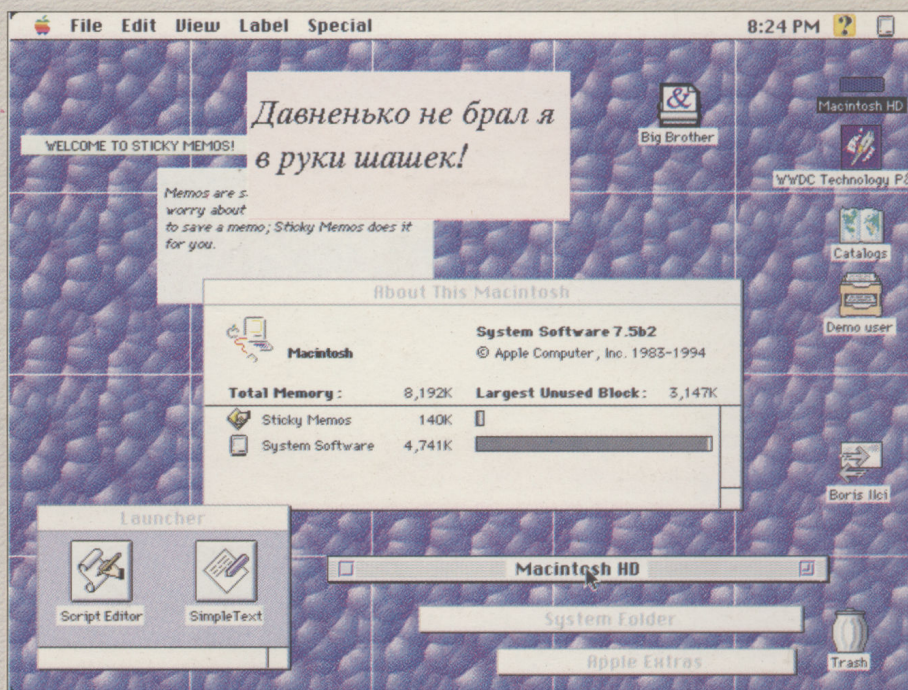 File Edit View Label Special 8:24 PM
Давненько не брал я
в руки шашек!
WELCOME TO STICKY MEMOS!
Memos are s
worry about
to save a memo; Sticky Memos does it
for you.
Big Brother
Macintosh HD
WWDC Technology
Catalogs
Demo user
Boris IIci
Trash
About This Macintosh
Macintosh
System Software 7.5b2
© Apple Computer, Inc. 1983-1994
Total Memory: 8,192K Largest Unused Block: 3,147K
Sticky Memos 140K
System Software 4,741K
Launcher
Script Editor SimpleText
Macintosh HD
System Folder
Apple Extras